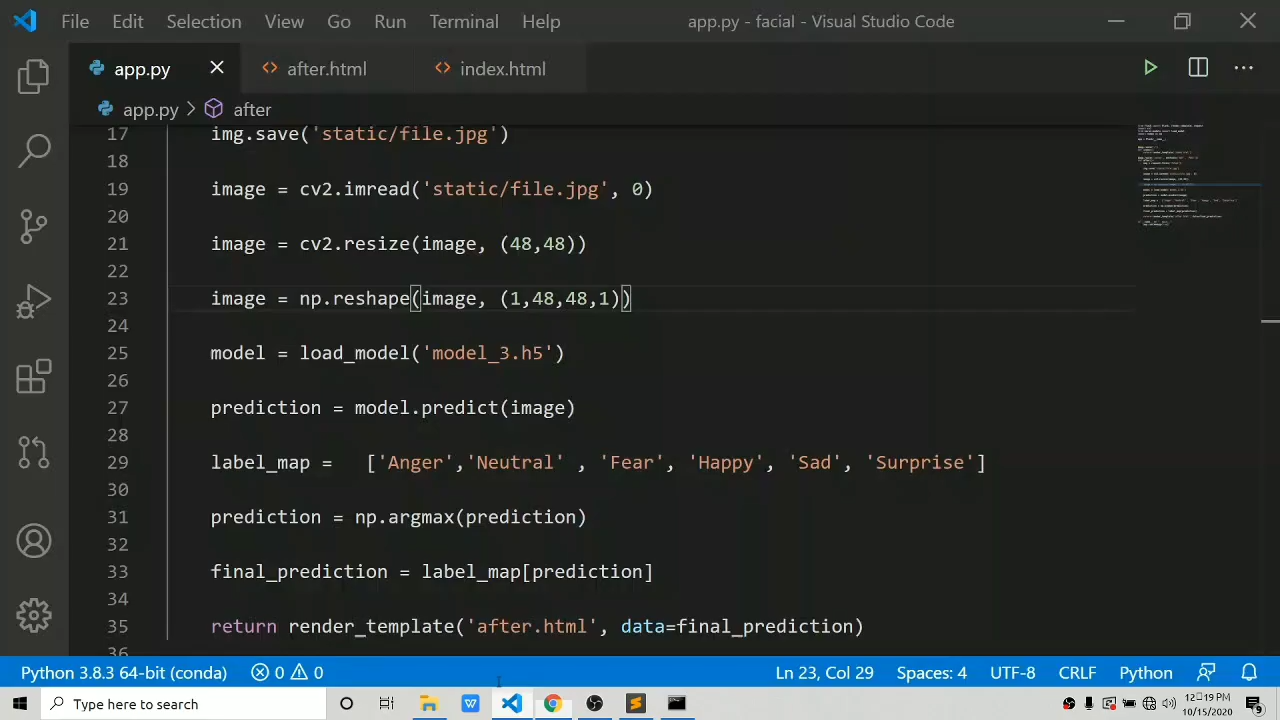 File Edit Selection View Go Run Terminal Help app.py - facial - Visual Studio Code
app.py after.html index.html
app.py > after
17 img.save('static/file.jpg')
18
19 image = cv2.imread('static/file.jpg', 0)
20
21 image = cv2.resize(image, (48,48))
22
23 image = np.reshape(image, (1,48,48,1))
24
25 model = load_model('model_3.h5')
26
27 prediction = model.predict(image)
28
29 label_map =   ['Anger','Neutral' , 'Fear', 'Happy', 'Sad', 'Surprise']
30
31 prediction = np.argmax(prediction)
32
33 final_prediction = label_map[prediction]
34
35 return render_template('after.html', data=final_prediction)
36
Python 3.8.3 64-bit (conda) 0 0 Ln 23, Col 29 Spaces: 4 UTF-8 CRLF Python
Type here to search
10/15/2020